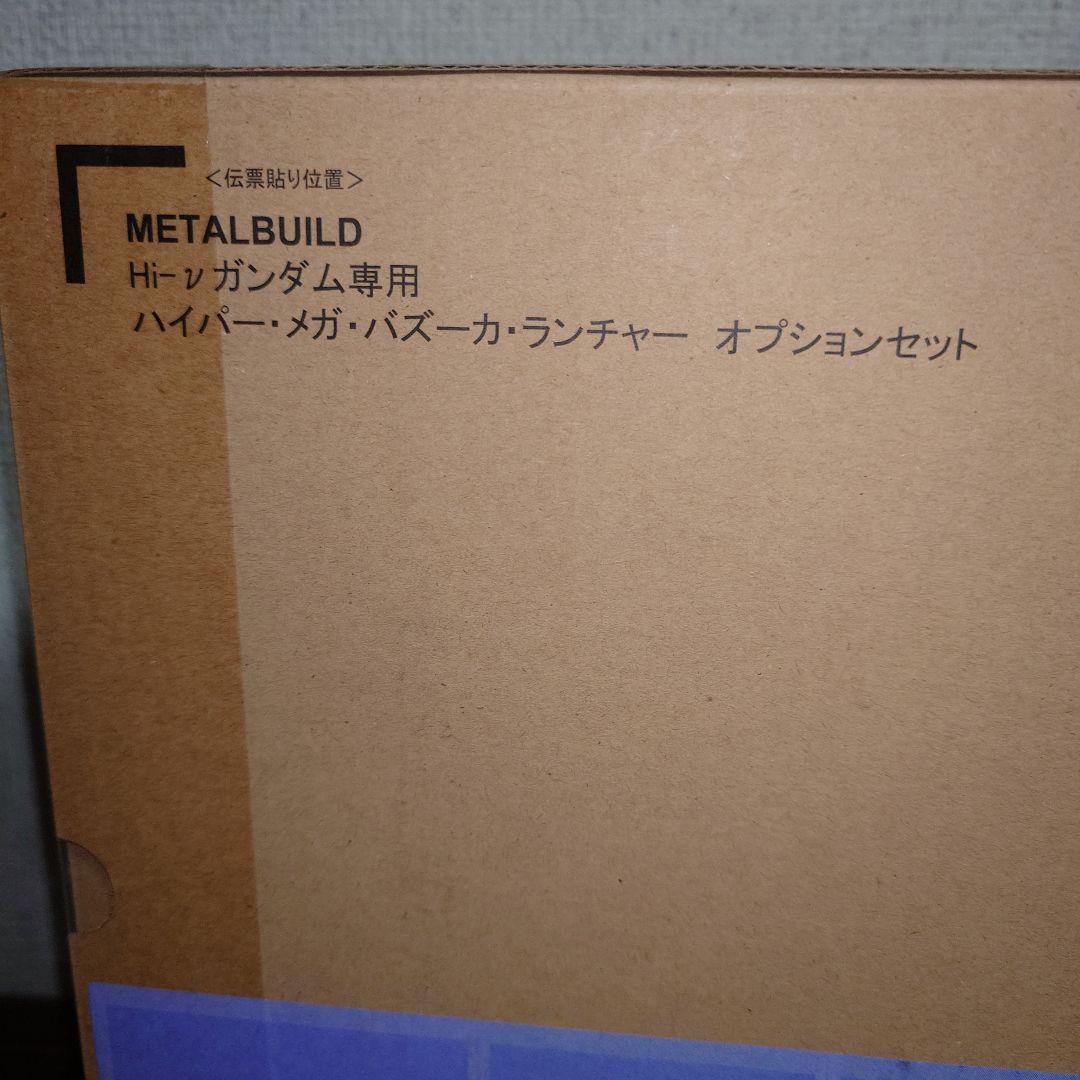 <伝票貼り位置>
METALBUILD
Hi-νガンダム専用
ハイパー・メガ・バズーカ・ランチャー　オプションセット